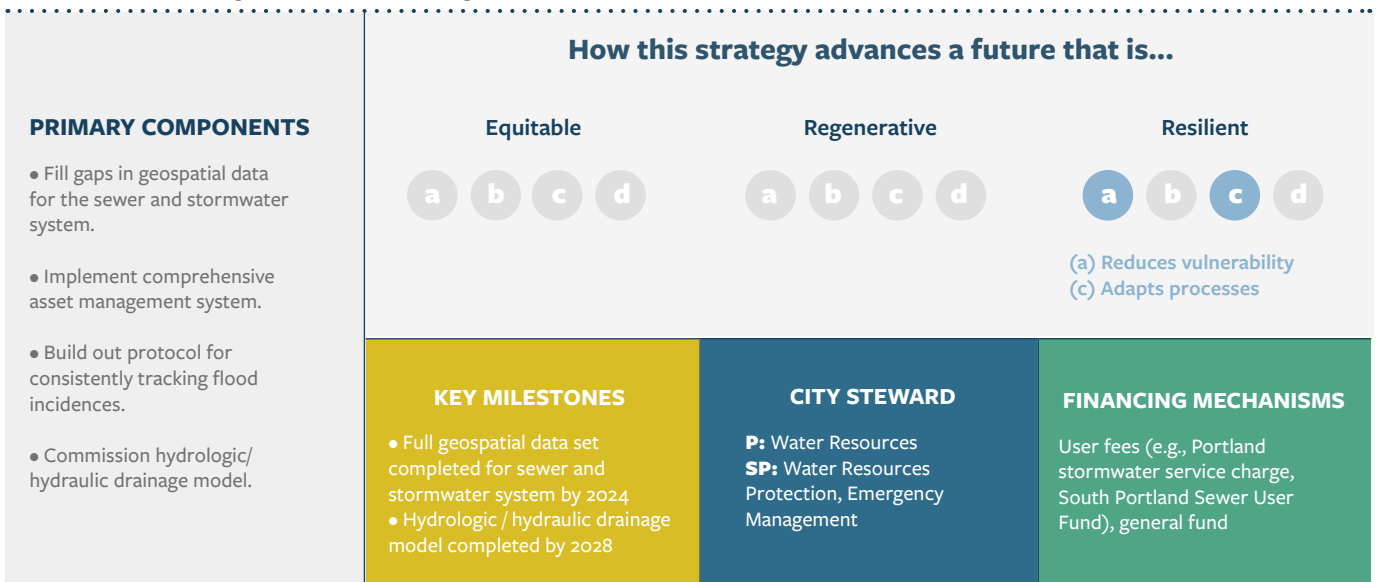 How this strategy advances a future that is...
PRIMARY COMPONENTS
• Fill gaps in geospatial data
for the sewer and stormwater
system.
• Implement comprehensive
asset management system.
• Build out protocol for
consistently tracking flood
incidences.
• Commission hydrologic/
hydraulic drainage model.
Equitable
a b c d
Regenerative
a b c d
Resilient
a b c d
(a) Reduces vulnerability
(c) Adapts processes
KEY MILESTONES
• Full geospatial data set
completed for sewer and
stormwater system by 2024
• Hydrologic / hydraulic drainage
model completed by 2028
CITY STEWARD
P: Water Resources
SP: Water Resources
Protection, Emergency
Management
FINANCING MECHANISMS
User fees (e.g., Portland
stormwater service charge,
South Portland Sewer User
Fund), general fund